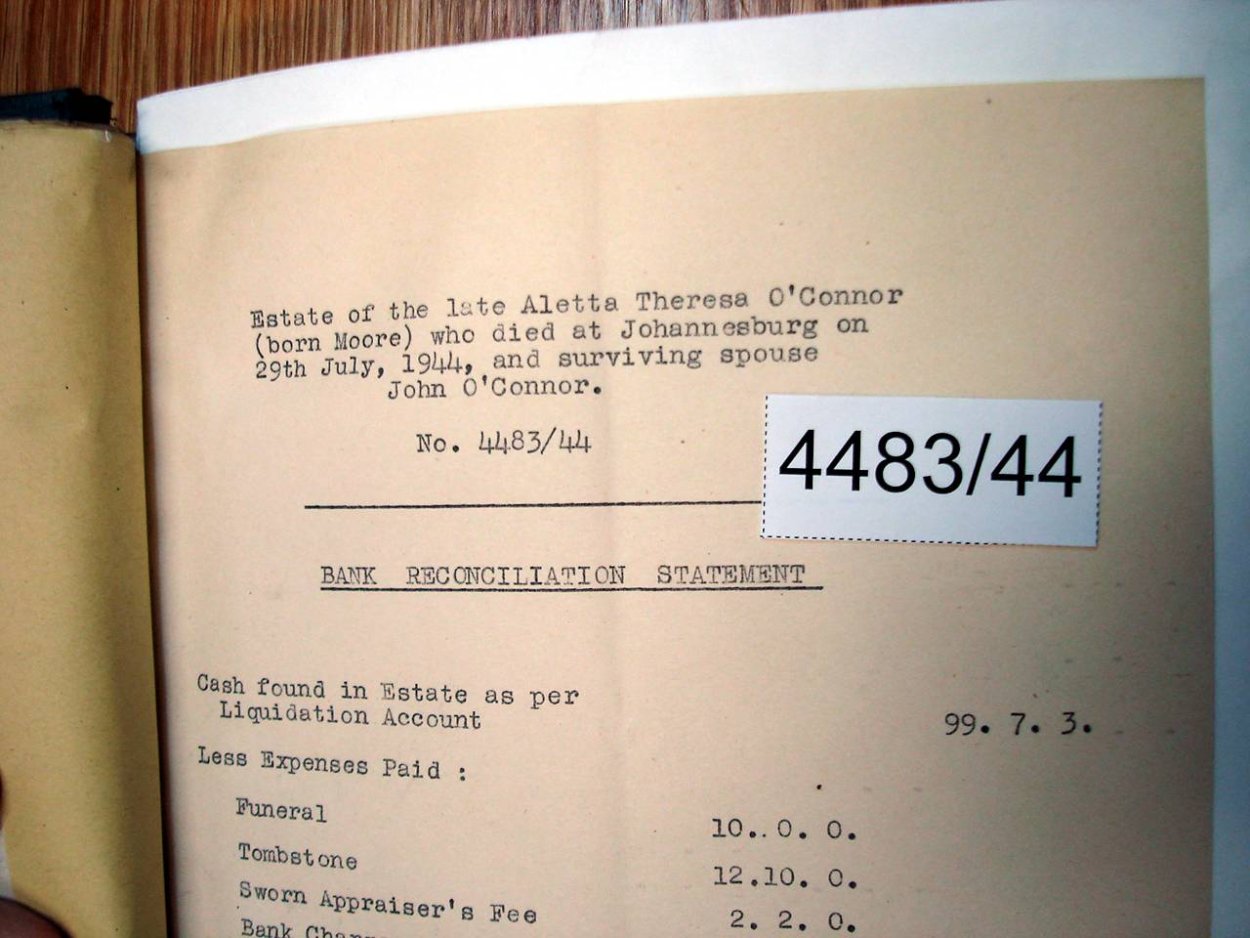 Estate of the late Aletta Theresa O'Connor
(born Moore) who died at Johannesburg on
29th July, 1944, and surviving spouse
John O'Connor.
No. 4483/44
4483/44
BANK RECONCILIATION STATEMENT
Cash found in Estate as per
Liquidation Account 99. 7. 3.
Less Expenses Paid :
Funeral 10.. 0. 0.
Tombstone 12.10. 0.
Sworn Appraiser's Fee 2. 2. 0.
Bank